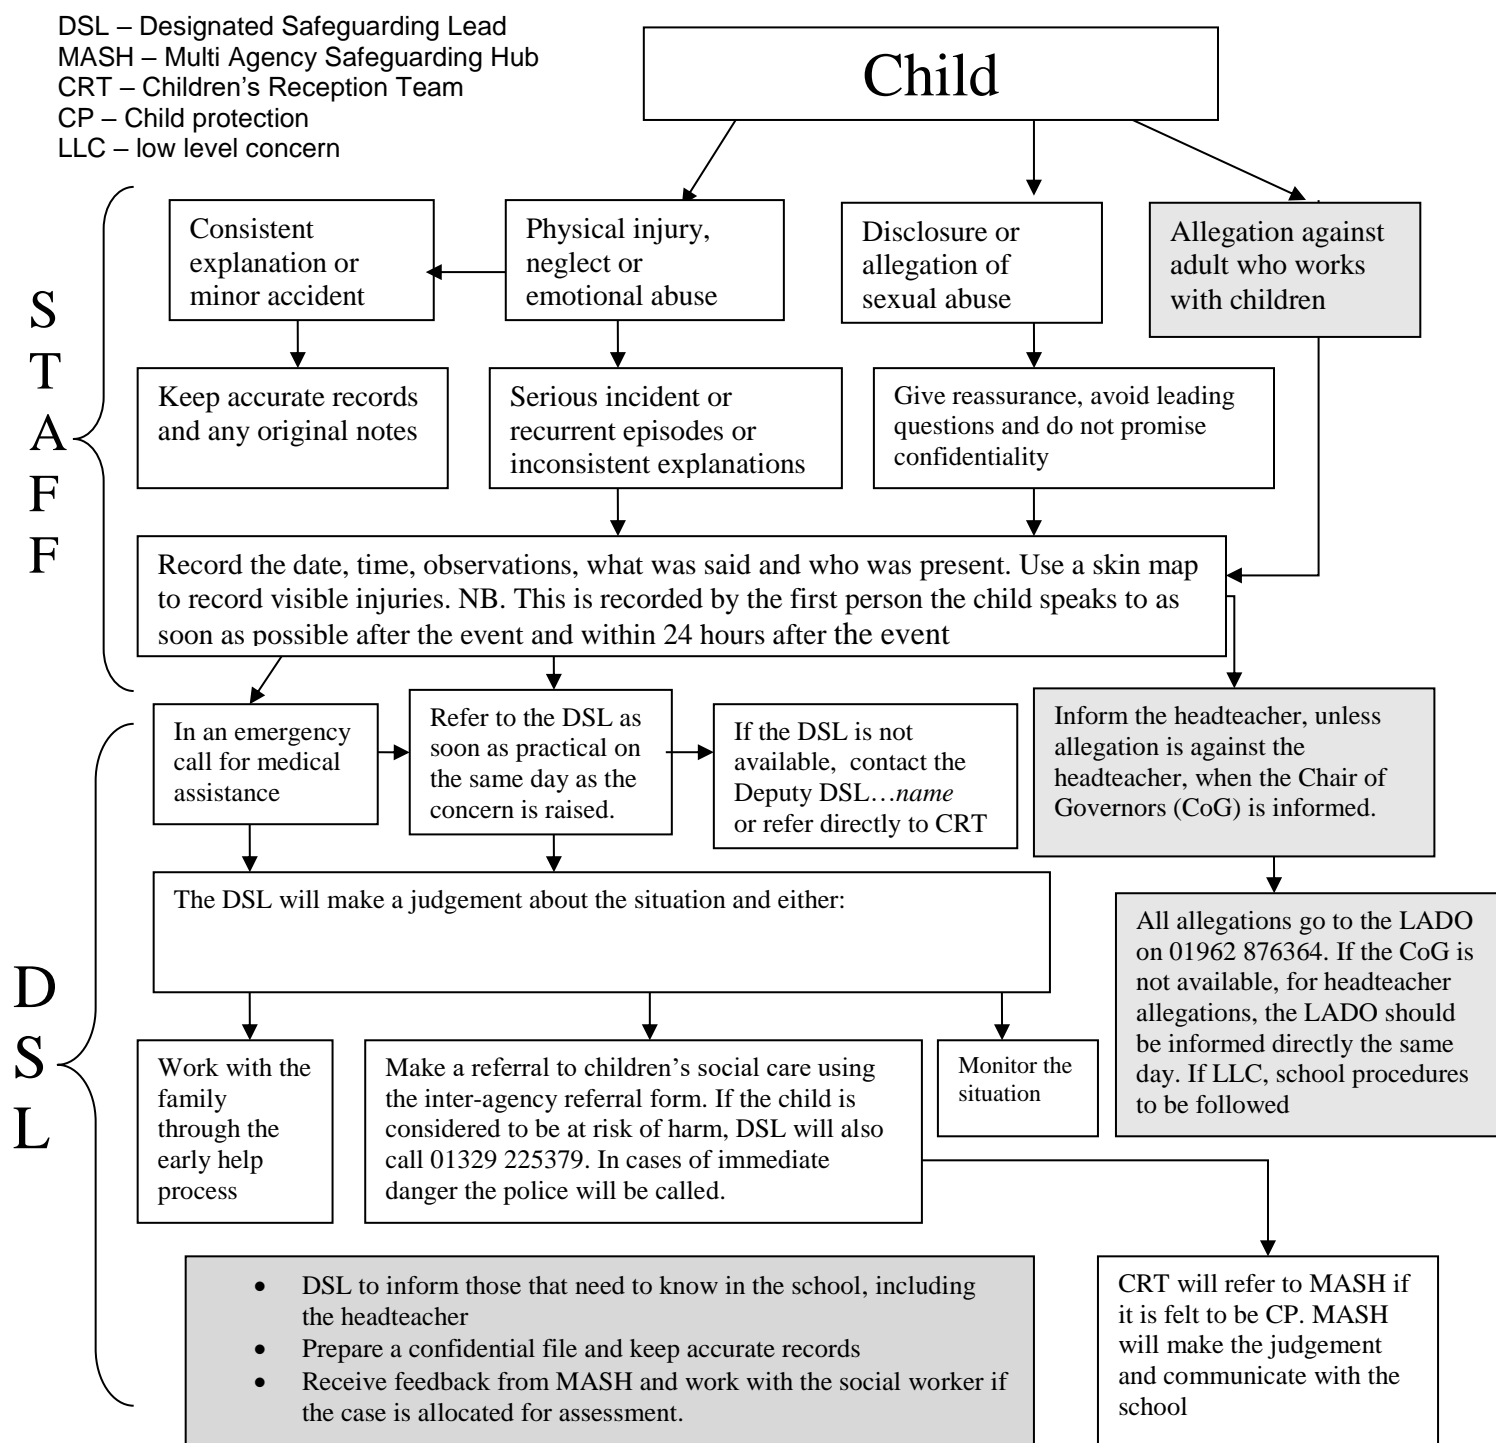 DSL – Designated Safeguarding Lead
MASH – Multi Agency Safeguarding Hub
CRT – Children's Reception Team
CP – Child protection
LLC – low level concern
Child
S
T
A
F
F
Consistent
explanation or
minor accident
Physical injury,
neglect or
emotional abuse
Disclosure or
allegation of
sexual abuse
Allegation against
adult who works
with children
Keep accurate records
and any original notes
Serious incident or
recurrent episodes or
inconsistent explanations
Give reassurance, avoid leading
questions and do not promise
confidentiality
Record the date, time, observations, what was said and who was present. Use a skin map
to record visible injuries. NB. This is recorded by the first person the child speaks to as
soon as possible after the event and within 24 hours after the event
D
S
L
In an emergency
call for medical
assistance
Refer to the DSL as
soon as practical on
the same day as the
concern is raised.
If the DSL is not
available, contact the
Deputy DSL…name
or refer directly to CRT
Inform the headteacher, unless
allegation is against the
headteacher, when the Chair of
Governors (CoG) is informed.
The DSL will make a judgement about the situation and either:
All allegations go to the LADO
on 01962 876364. If the CoG is
not available, for headteacher
allegations, the LADO should
be informed directly the same
day. If LLC, school procedures
to be followed
Work with the
family
through the
early help
process
Make a referral to children's social care using
the inter-agency referral form. If the child is
considered to be at risk of harm, DSL will also
call 01329 225379. In cases of immediate
danger the police will be called.
Monitor the
situation
• DSL to inform those that need to know in the school, including
the headteacher
• Prepare a confidential file and keep accurate records
• Receive feedback from MASH and work with the social worker if
the case is allocated for assessment.
CRT will refer to MASH if
it is felt to be CP. MASH
will make the judgement
and communicate with the
school